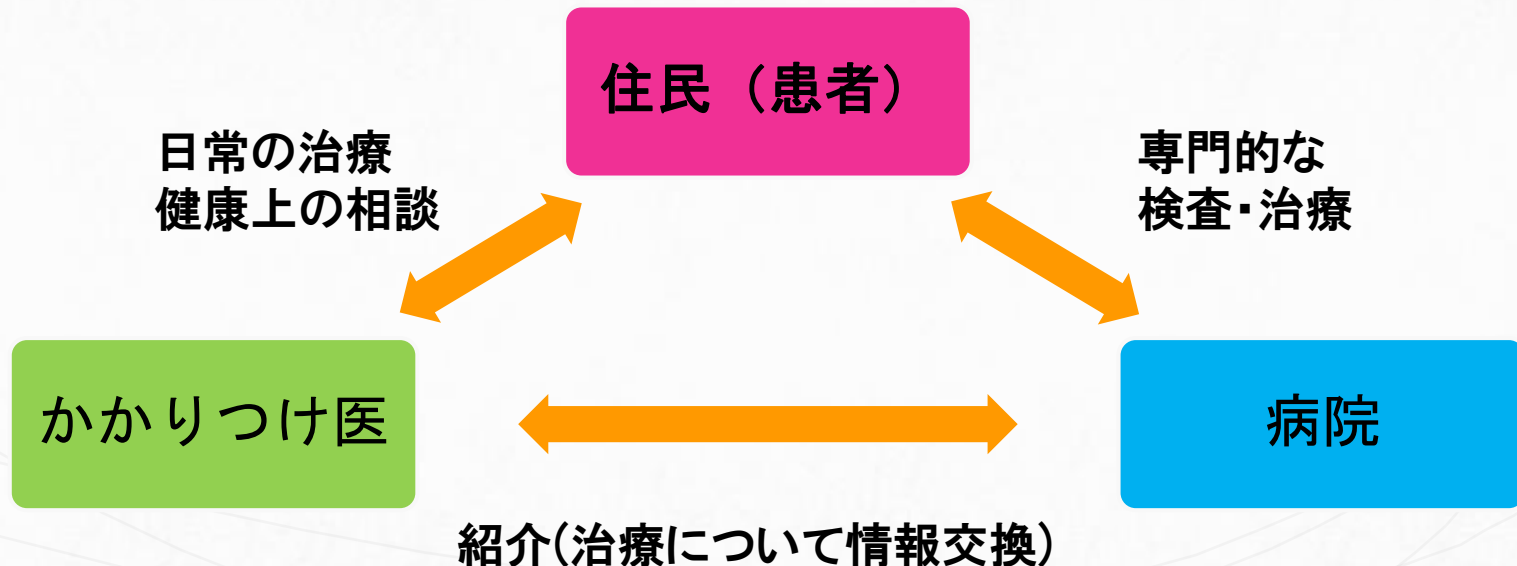 住民（患者）
日常の治療
健康上の相談
専門的な
検査・治療
かかりつけ医
病院
紹介(治療について情報交換)